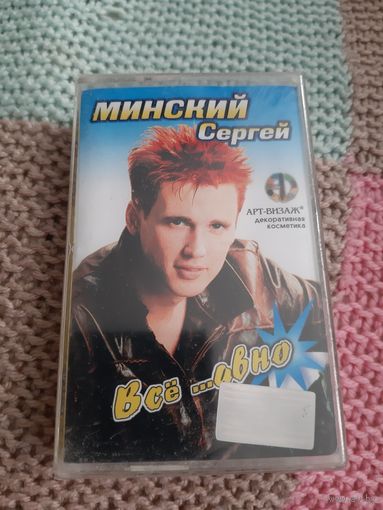 МИНСКИЙ
Сергей
АРТ-ВИЗАЖ®
декоративная
косметика
Всё ...авно